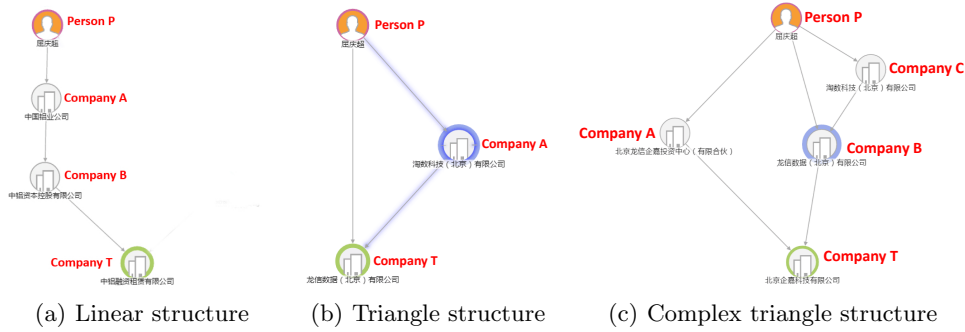 Person P
屈庆超
Company A
中国铝业公司
Company B
中铝资本控股有限公司
Company T
中铝融资租赁有限公司
(a) Linear structure
Person P
屈庆超
Company A
淘数科技（北京）有限公司
Company T
龙信数据（北京）有限公司
(b) Triangle structure
Person P
屈庆超
Company C
淘数科技（北京）有限公司
Company A
北京龙信企嘉投资中心（有限合伙）
Company B
龙信数据（北京）有限公司
Company T
北京企嘉科技有限公司
(c) Complex triangle structure